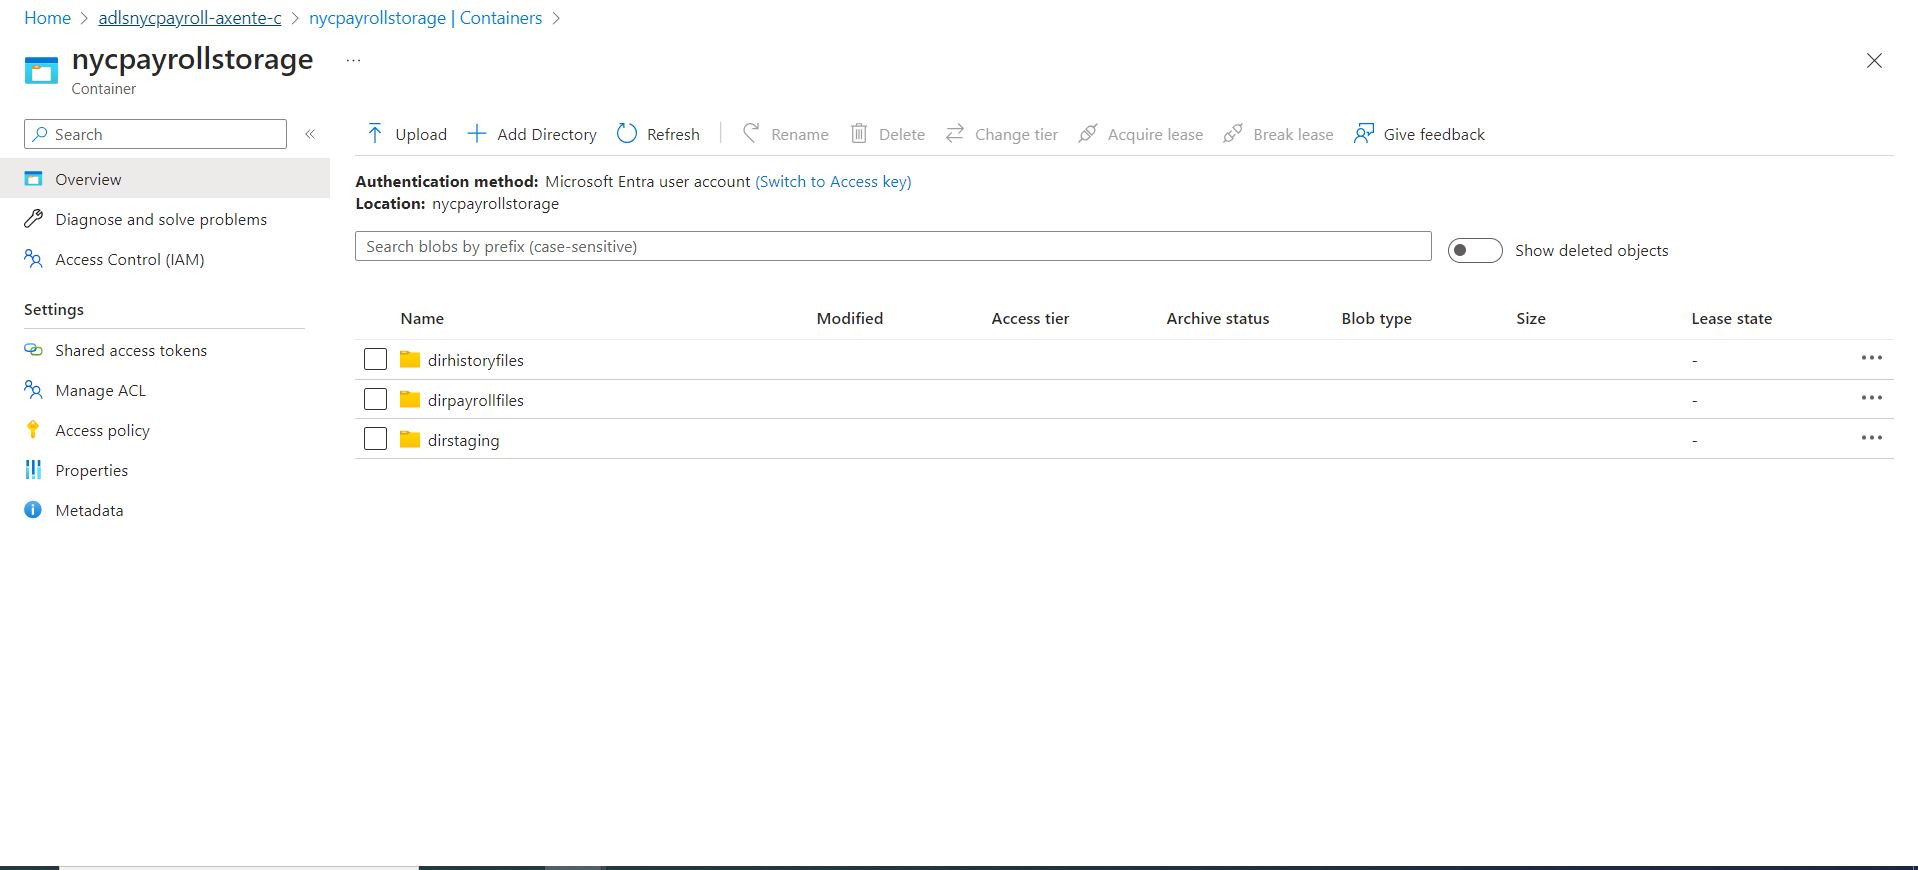 Home > adlsnycpayroll-axente-c > nycpayrollstorage | Containers >
nycpayrollstorage ...
Container
Search «
Overview
Diagnose and solve problems
Access Control (IAM)
Settings
Shared access tokens
Manage ACL
Access policy
Properties
Metadata
Upload Add Directory Refresh Rename Delete Change tier Acquire lease Break lease Give feedback
Authentication method: Microsoft Entra user account (Switch to Access key)
Location: nycpayrollstorage
Search blobs by prefix (case-sensitive) Show deleted objects
Name Modified Access tier Archive status Blob type Size Lease state
dirhistoryfiles - ...
dirpayrollfiles - ...
dirstaging - ...